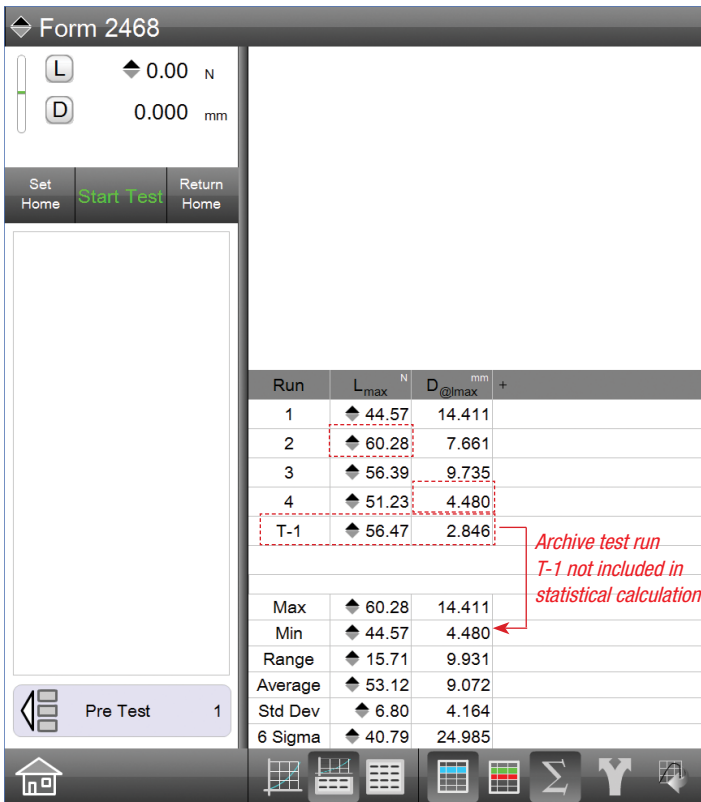 Form 2468
L 0.00 N
D 0.000 mm
Set Home Start Test Return Home
Run Lmax N D@lmax mm +
1 44.57 14.411
2 60.28 7.661
3 56.39 9.735
4 51.23 4.480
T-1 56.47 2.846
Archive test run
T-1 not included in
statistical calculation
Max 60.28 14.411
Min 44.57 4.480
Range 15.71 9.931
Average 53.12 9.072
Std Dev 6.80 4.164
6 Sigma 40.79 24.985
Pre Test 1
Σ